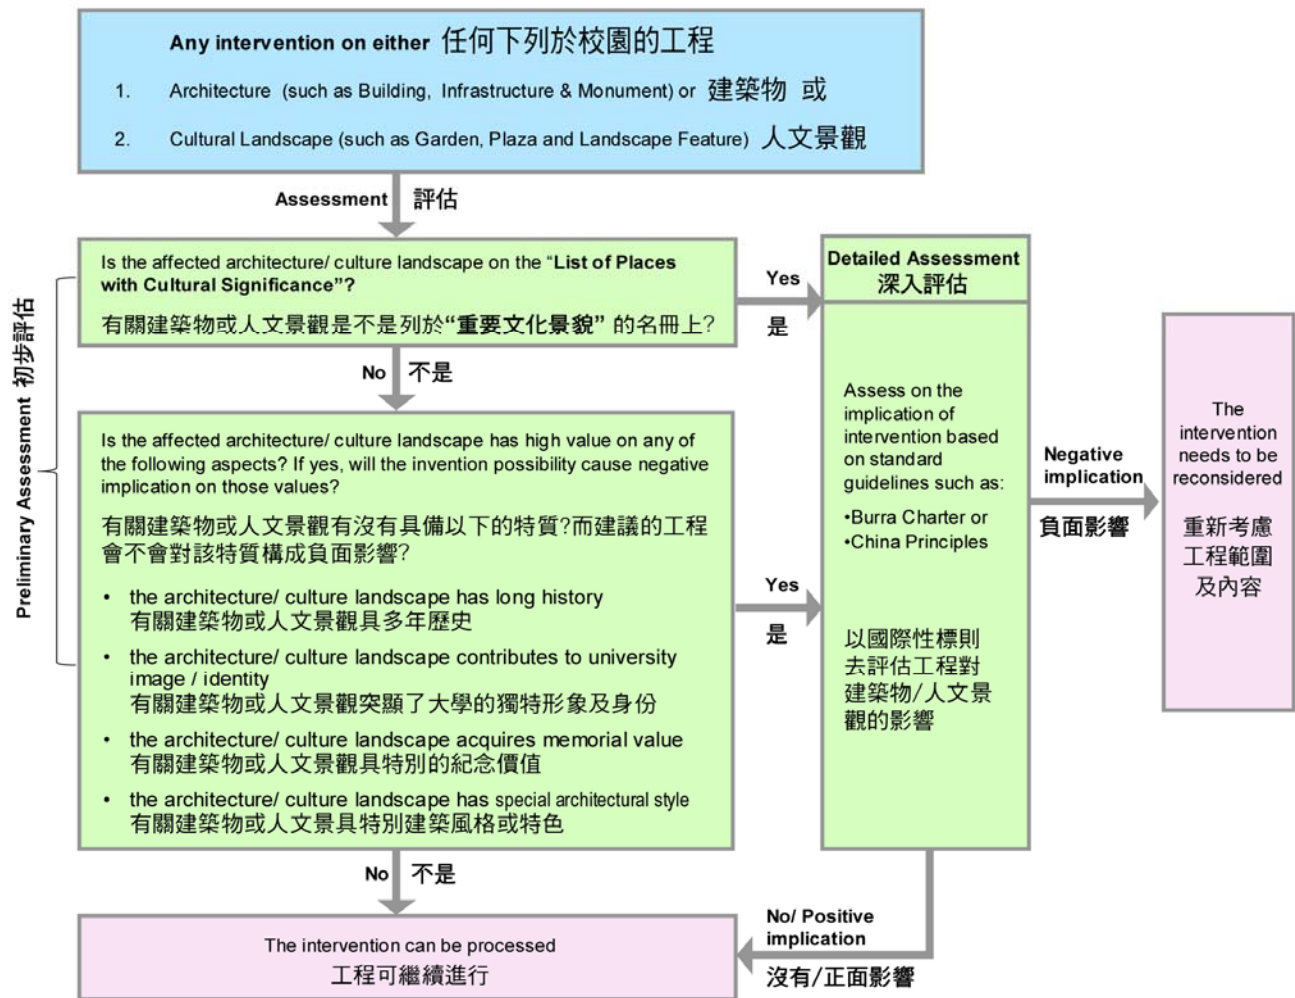 Any intervention on either 任何下列於校園的工程
1. Architecture (such as Building, Infrastructure & Monument) or 建築物 或
2. Cultural Landscape (such as Garden, Plaza and Landscape Feature) 人文景觀
Assessment 評估
Preliminary Assessment 初步評估
Is the affected architecture/ culture landscape on the “List of Places
with Cultural Significance”?
有關建築物或人文景觀是不是列於“重要文化景貌” 的名冊上?
Yes
是
No 不是
Is the affected architecture/ culture landscape has high value on any of
the following aspects? If yes, will the invention possibility cause negative
implication on those values?
有關建築物或人文景觀有沒有具備以下的特質?而建議的工程
會不會對該特質構成負面影響?
• the architecture/ culture landscape has long history
有關建築物或人文景觀具多年歷史
• the architecture/ culture landscape contributes to university
image / identity
有關建築物或人文景觀突顯了大學的獨特形象及身份
• the architecture/ culture landscape acquires memorial value
有關建築物或人文景觀具特別的紀念價值
• the architecture/ culture landscape has special architectural style
有關建築物或人文景具特別建築風格或特色
Yes
是
No 不是
Detailed Assessment
深入評估
Assess on the
implication of
intervention based
on standard
guidelines such as:
•Burra Charter or
•China Principles
以國際性標則
去評估工程對
建築物/人文景
觀的影響
Negative
implication
負面影響
The
intervention
needs to be
reconsidered
重新考慮
工程範圍
及內容
No/ Positive
implication
沒有/正面影響
The intervention can be processed
工程可繼續進行